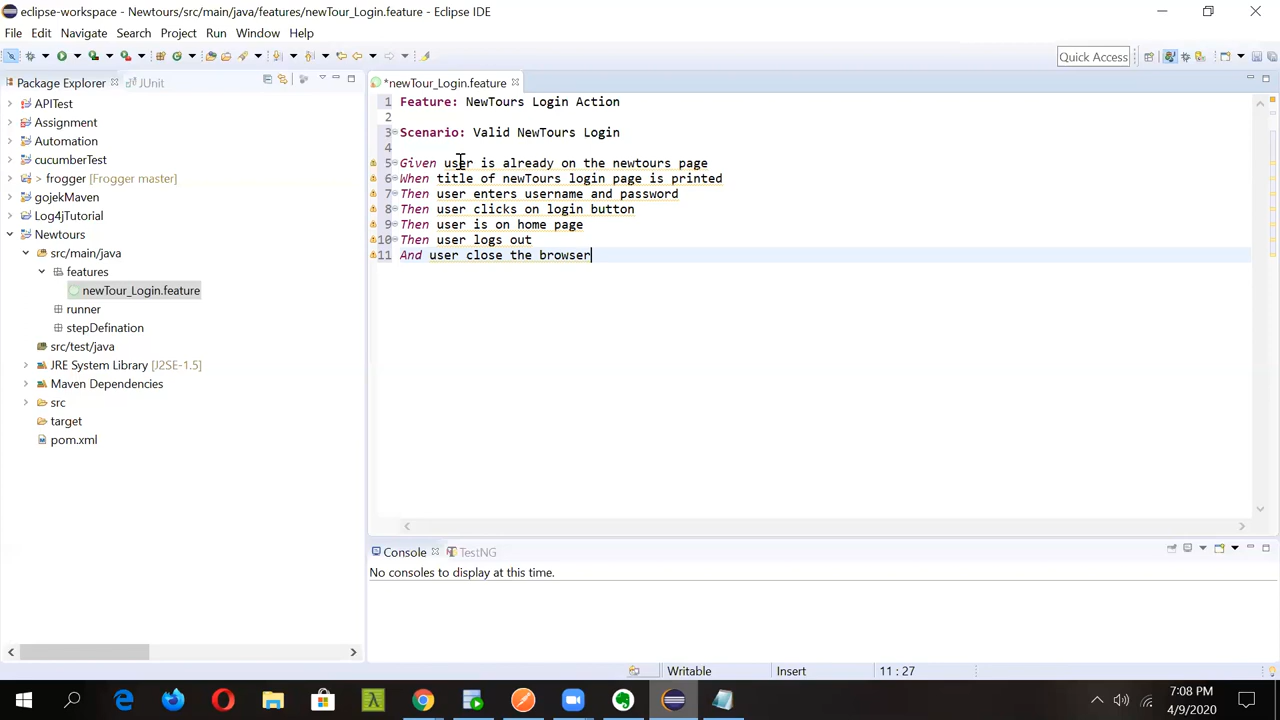 eclipse-workspace - Newtours/src/main/java/features/newTour_Login.feature - Eclipse IDE
File Edit Navigate Search Project Run Window Help
Quick Access
Package Explorer JUnit
*newTour_Login.feature
APITest
Assignment
Automation
cucumberTest
> frogger [Frogger master]
gojekMaven
Log4jTutorial
Newtours
src/main/java
features
newTour_Login.feature
runner
stepDefination
src/test/java
JRE System Library [J2SE-1.5]
Maven Dependencies
src
target
pom.xml
1 Feature: NewTours Login Action
2
3 Scenario: Valid NewTours Login
4
5 Given user is already on the newtours page
6 When title of newTours login page is printed
7 Then user enters username and password
8 Then user clicks on login button
9 Then user is on home page
10 Then user logs out
11 And user close the browser
Console TestNG
No consoles to display at this time.
Writable Insert 11 : 27
7:08 PM
4/9/2020